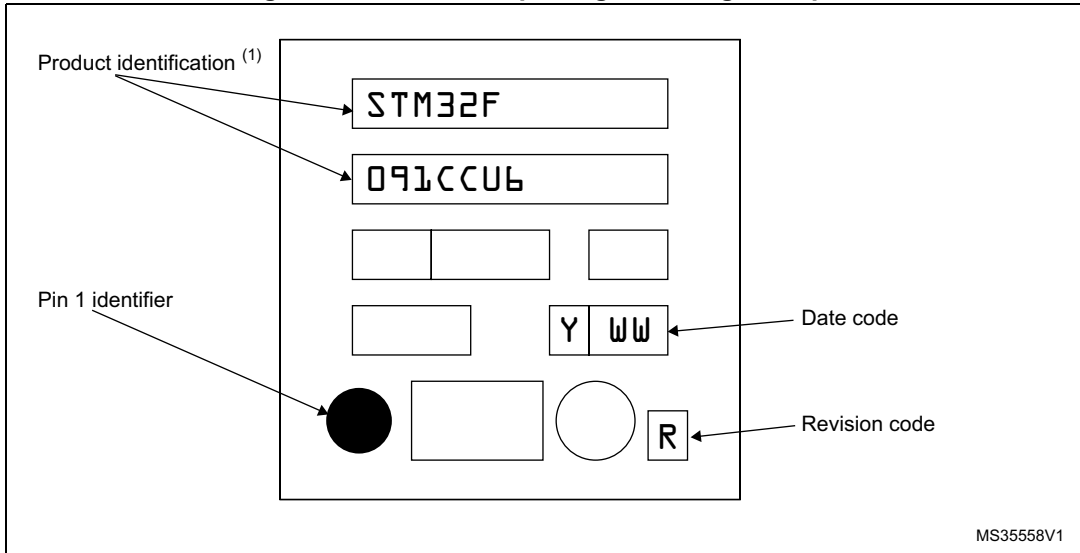 Product identification (1)
STM32F
091CCU6
Pin 1 identifier
Y WW
Date code
R
Revision code
MS35558V1